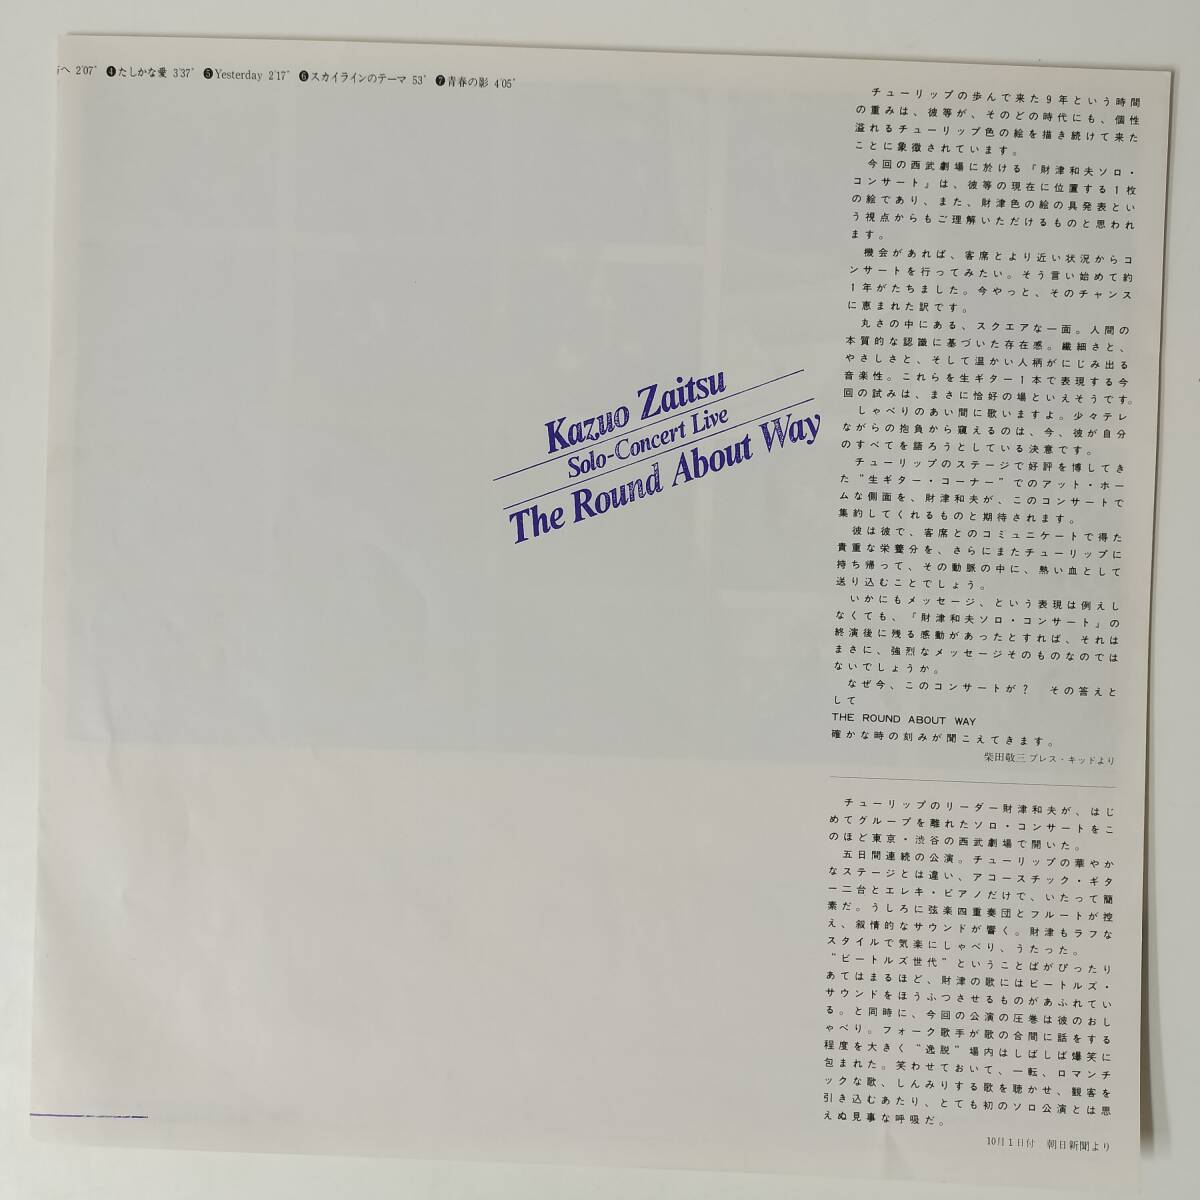 へ 2'07" ❹たしかな愛 3'37" ❺Yesterday 2'17" ❻スカイラインのテーマ 53" ❼青春の影 4'05"
Kazuo Zaitsu
Solo-Concert Live
The Round About Way
チューリップの歩んで来た9年という時間
の重みは、彼等が、そのどの時代にも、個性
溢れるチューリップ色の絵を描き続けて来た
ことに象徴されています。
今回の西武劇場に於ける『財津和夫ソロ・
コンサート』は、彼等の現在に位置する1枚
の絵であり、また、財津色の絵の具発表とい
う視点からもご理解いただけるものと思われ
ます。
機会があれば、客席とより近い状況からコ
ンサートを行ってみたい。そう言い始めて約
1年がたちました。今やっと、そのチャンス
に恵まれた訳です。
丸さの中にある、スクエアな一面。人間の
本質的な認識に基づいた存在感。繊細さと、
やさしさと、そして温かい人柄がにじみ出る
音楽性。これらを生ギター1本で表現する今
回の試みは、まさに恰好の場といえそうです。
しゃべりのあい間に歌いますよ。少々テレ
ながらの抱負から窺えるのは、今、彼が自分
のすべてを語ろうとしている決意です。
チューリップのステージで好評を博してき
た“生ギター・コーナー”でのアット・ホー
ムな側面を、財津和夫が、このコンサートで
集約してくれるものと期待されます。
彼は彼で、客席とのコミュニケートで得た
貴重な栄養分を、さらにまたチューリップに
持ち帰って、その動脈の中に、熱い血として
送り込むことでしょう。
いかにもメッセージ、という表現は例えし
なくても、『財津和夫ソロ・コンサート』の
終演後に残る感動があったとすれば、それは
まさに、強烈なメッセージそのものなのでは
ないでしょうか。
なぜ今、このコンサートが？　その答えと
して
THE ROUND ABOUT WAY
確かな時の刻みが聞こえてきます。
柴田敬三 プレス・キッドより
チューリップのリーダー財津和夫が、はじ
めてグループを離れたソロ・コンサートをこ
のほど東京・渋谷の西武劇場で開いた。
五日間連続の公演。チューリップの華やか
なステージとは違い、アコースチック・ギタ
ー二台とエレキ・ピアノだけで、いたって簡
素だ。うしろに弦楽四重奏団とフルートが控
え、叙情的なサウンドが響く。財津もラフな
スタイルで気楽にしゃべり、うたった。
“ビートルズ世代”ということばがぴったり
あてはまるほど、財津の歌にはビートルズ・
サウンドをほうふつさせるものがあふれてい
る。と同時に、今回の公演の圧巻は彼のおし
ゃべり。フォーク歌手が歌の合間に話をする
程度を大きく“逸脱”場内はしばしば爆笑に
包まれた。笑わせておいて、一転、ロマンチ
ックな歌、しんみりする歌を聴かせ、観客を
引き込むあたり、とても初のソロ公演とは思
えぬ見事な呼吸だ。
10月1日付　朝日新聞より